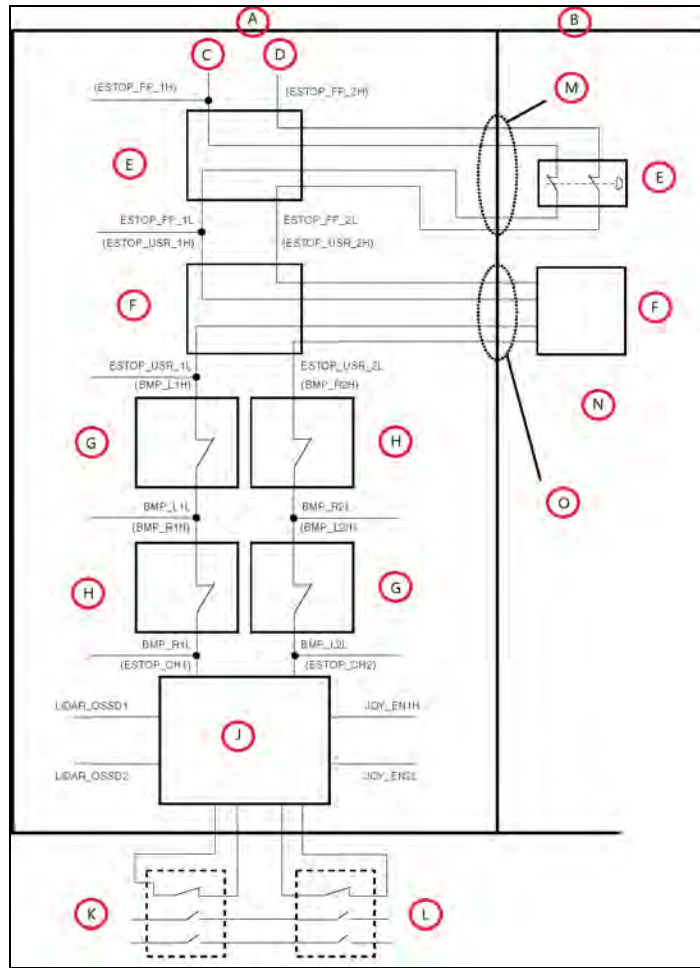 A
B
C
D
(ESTOP_FP_1H)
(ESTOP_FP_2H)
M
E
E
ESTOP_FP_1L
ESTOP_FP_2L
(ESTOP_USR_1H)
(ESTOP_USR_2H)
F
F
ESTOP_USR_1L
ESTOP_USR_2L
(BMP_L1H)
(BMP_R2H)
N
G
H
O
BMP_L1L
BMP_R2L
(BMP_R1H)
(BMP_L2H)
H
G
BMP_R1L
BMP_L2L
(ESTOP_CH1)
(ESTOP_CH2)
LIDAR_OSSD1
JOY_EN1H
J
LIDAR_OSSD2
JOY_EN2L
K
L